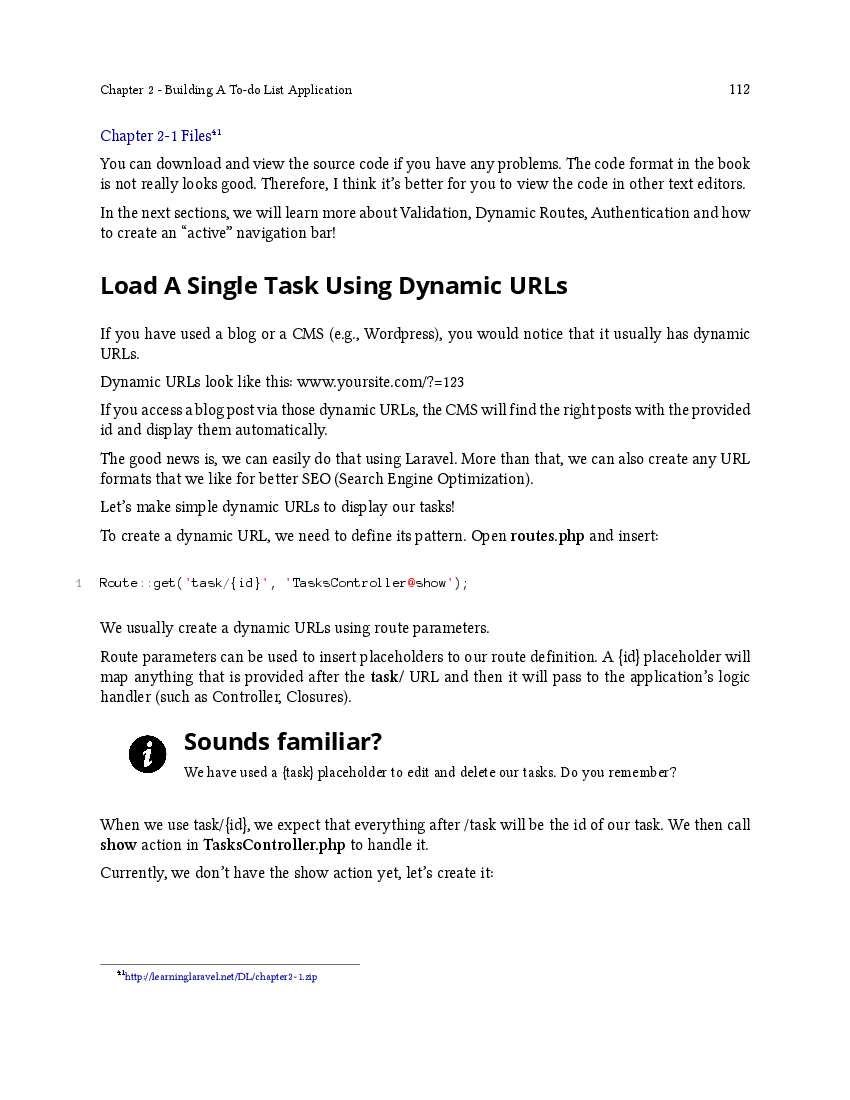 Chapter 2 - Building A To-do List Application 112
Chapter 2-1 Files⁴¹
You can download and view the source code if you have any problems. The code format in the book
is not really looks good. Therefore, I think it’s better for you to view the code in other text editors.
In the next sections, we will learn more about Validation, Dynamic Routes, Authentication and how
to create an “active” navigation bar!
Load A Single Task Using Dynamic URLs
If you have used a blog or a CMS (e.g., Wordpress), you would notice that it usually has dynamic
URLs.
Dynamic URLs look like this: www.yoursite.com/?=123
If you access a blog post via those dynamic URLs, the CMS will find the right posts with the provided
id and display them automatically.
The good news is, we can easily do that using Laravel. More than that, we can also create any URL
formats that we like for better SEO (Search Engine Optimization).
Let’s make simple dynamic URLs to display our tasks!
To create a dynamic URL, we need to define its pattern. Open routes.php and insert:
1 Route::get('task/{id}', 'TasksController@show');
We usually create a dynamic URLs using route parameters.
Route parameters can be used to insert placeholders to our route definition. A {id} placeholder will
map anything that is provided after the task/ URL and then it will pass to the application’s logic
handler (such as Controller, Closures).
Sounds familiar?
We have used a {task} placeholder to edit and delete our tasks. Do you remember?
When we use task/{id}, we expect that everything after /task will be the id of our task. We then call
show action in TasksController.php to handle it.
Currently, we don’t have the show action yet, let’s create it:
⁴¹http://learninglaravel.net/DL/chapter2-1.zip